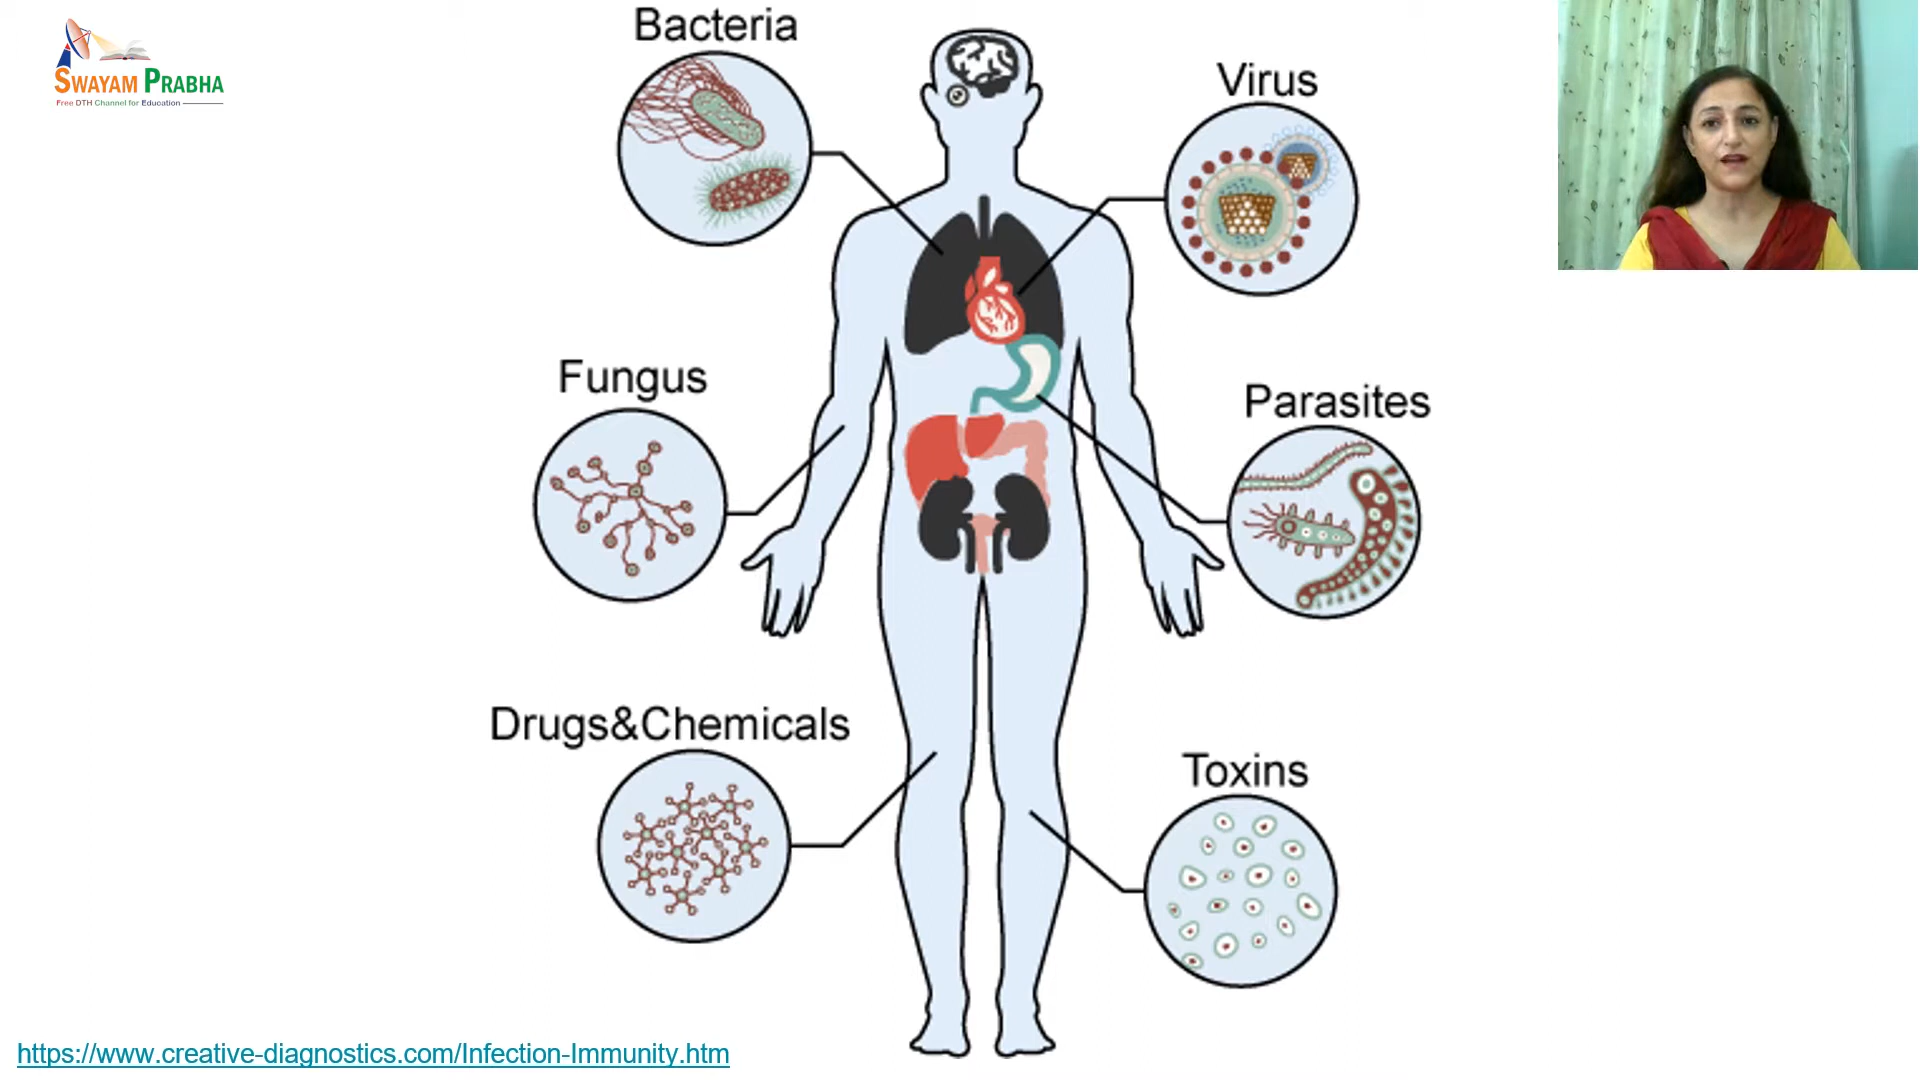 SWAYAM PRABHA
Free DTH Channel for Education
Bacteria
Virus
Fungus
Parasites
Drugs&Chemicals
Toxins
https://www.creative-diagnostics.com/Infection-Immunity.htm